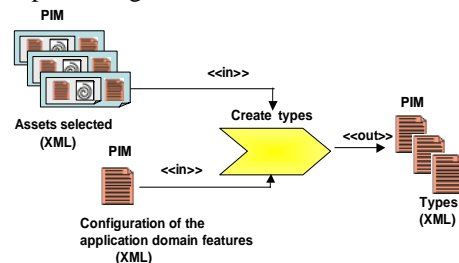 PIM
<<in>>
Assets selected
(XML)
Create types
PIM
<<out>>
PIM
<<in>>
Types
(XML)
Configuration of the
application domain features
(XML)